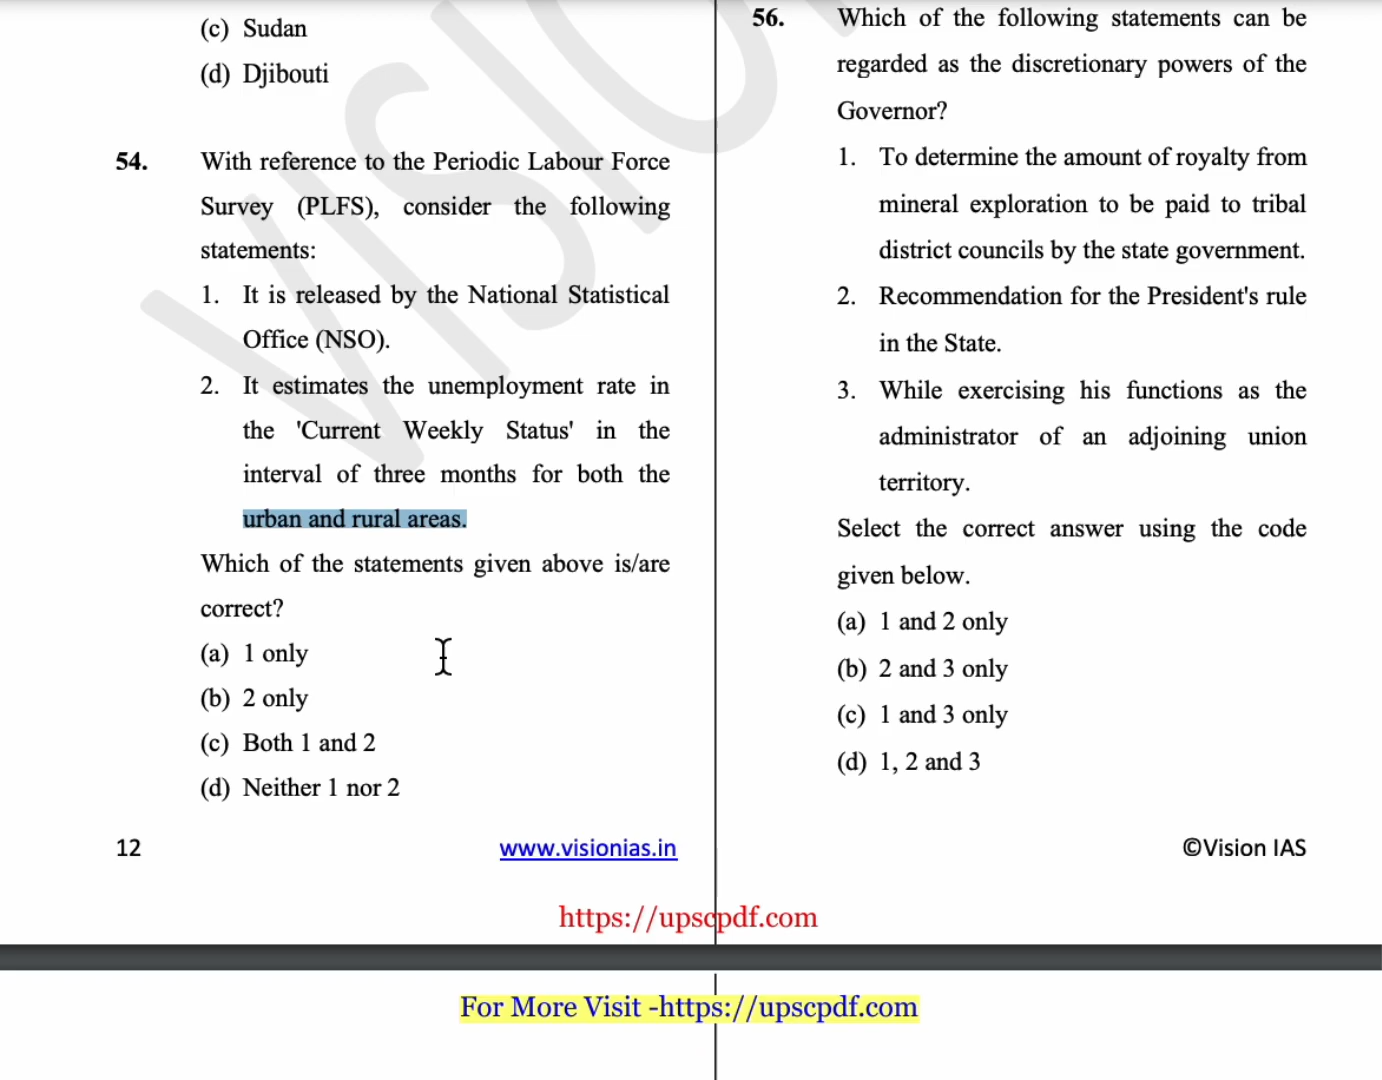 (c) Sudan
(d) Djibouti
54. With reference to the Periodic Labour Force
Survey (PLFS), consider the following
statements:
1. It is released by the National Statistical
Office (NSO).
2. It estimates the unemployment rate in
the 'Current Weekly Status' in the
interval of three months for both the
urban and rural areas.
Which of the statements given above is/are
correct?
(a) 1 only
(b) 2 only
(c) Both 1 and 2
(d) Neither 1 nor 2
56. Which of the following statements can be
regarded as the discretionary powers of the
Governor?
1. To determine the amount of royalty from
mineral exploration to be paid to tribal
district councils by the state government.
2. Recommendation for the President's rule
in the State.
3. While exercising his functions as the
administrator of an adjoining union
territory.
Select the correct answer using the code
given below.
(a) 1 and 2 only
(b) 2 and 3 only
(c) 1 and 3 only
(d) 1, 2 and 3
12 www.visionias.in ©Vision IAS
https://upscpdf.com
For More Visit -https://upscpdf.com
VISIO